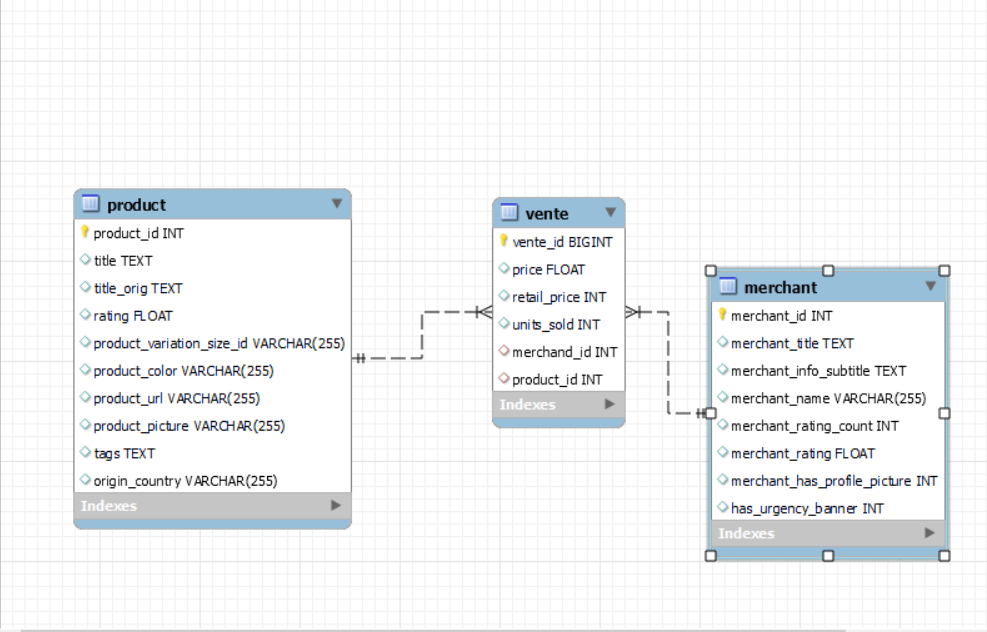 product
product_id INT
title TEXT
title_orig TEXT
rating FLOAT
product_variation_size_id VARCHAR(255)
product_color VARCHAR(255)
product_url VARCHAR(255)
product_picture VARCHAR(255)
tags TEXT
origin_country VARCHAR(255)
Indexes
vente
vente_id BIGINT
price FLOAT
retail_price INT
units_sold INT
merchand_id INT
product_id INT
Indexes
merchant
merchant_id INT
merchant_title TEXT
merchant_info_subtitle TEXT
merchant_name VARCHAR(255)
merchant_rating_count INT
merchant_rating FLOAT
merchant_has_profile_picture INT
has_urgency_banner INT
Indexes